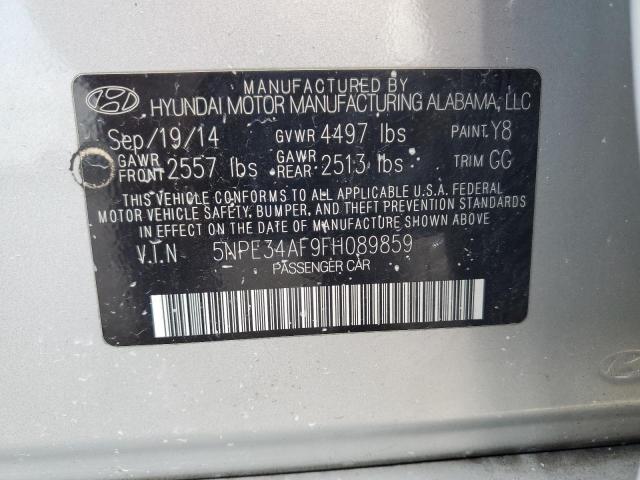 MANUFACTURED BY
HYUNDAI MOTOR MANUFACTURING ALABAMA, LLC
Sep/19/14 GVWR 4497 lbs PAINT Y8
GAWR FRONT 2557 lbs GAWR REAR 2513 lbs TRIM GG
THIS VEHICLE CONFORMS TO ALL APPLICABLE U.S.A. FEDERAL
MOTOR VEHICLE SAFETY, BUMPER, AND THEFT PREVENTION STANDARDS
IN EFFECT ON THE DATE OF MANUFACTURE SHOWN ABOVE.
V.I.N 5NPE34AF9FH089859
PASSENGER CAR